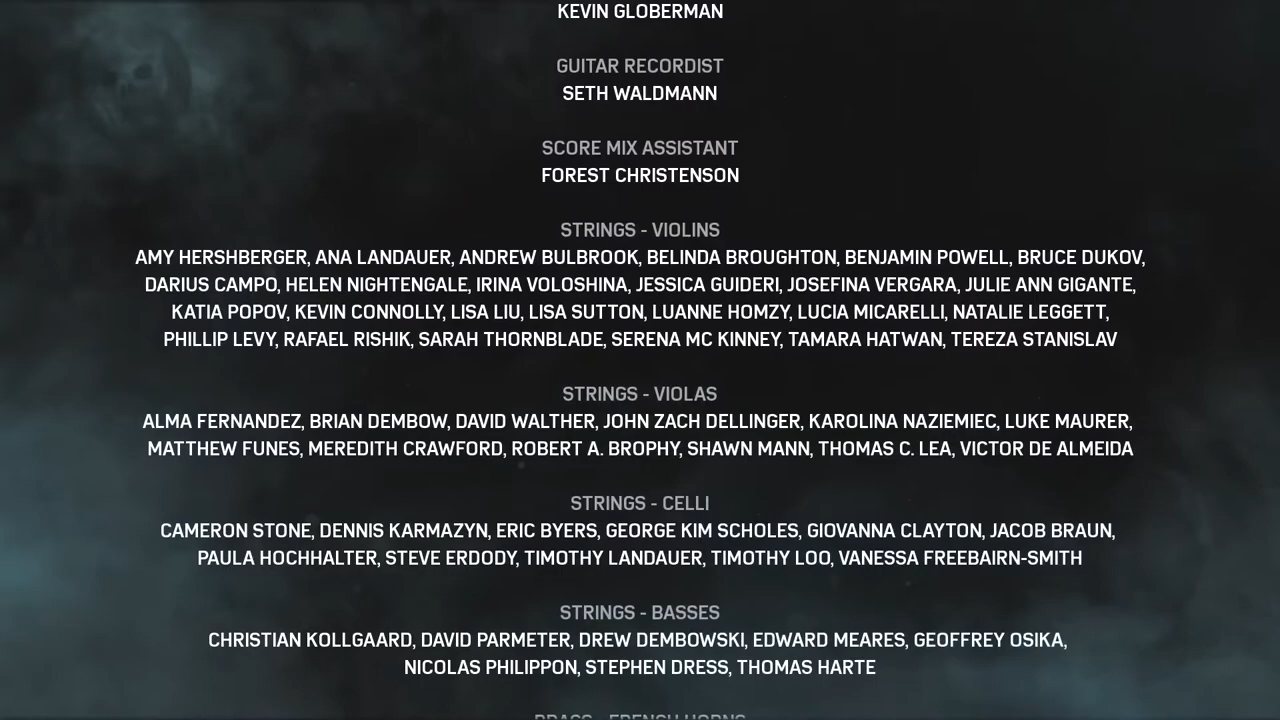 KEVIN GLOBERMAN
GUITAR RECORDIST
SETH WALDMANN
SCORE MIX ASSISTANT
FOREST CHRISTENSON
STRINGS - VIOLINS
AMY HERSHBERGER, ANA LANDAUER, ANDREW BULBROOK, BELINDA BROUGHTON, BENJAMIN POWELL, BRUCE DUKOV,
DARIUS CAMPO, HELEN NIGHTENGALE, IRINA VOLOSHINA, JESSICA GUIDERI, JOSEFINA VERGARA, JULIE ANN GIGANTE,
KATIA POPOV, KEVIN CONNOLLY, LISA LIU, LISA SUTTON, LUANNE HOMZY, LUCIA MICARELLI, NATALIE LEGGETT,
PHILLIP LEVY, RAFAEL RISHIK, SARAH THORNBLADE, SERENA MC KINNEY, TAMARA HATWAN, TEREZA STANISLAV
STRINGS - VIOLAS
ALMA FERNANDEZ, BRIAN DEMBOW, DAVID WALTHER, JOHN ZACH DELLINGER, KAROLINA NAZIEMIEC, LUKE MAURER,
MATTHEW FUNES, MEREDITH CRAWFORD, ROBERT A. BROPHY, SHAWN MANN, THOMAS C. LEA, VICTOR DE ALMEIDA
STRINGS - CELLI
CAMERON STONE, DENNIS KARMAZYN, ERIC BYERS, GEORGE KIM SCHOLES, GIOVANNA CLAYTON, JACOB BRAUN,
PAULA HOCHHALTER, STEVE ERDODY, TIMOTHY LANDAUER, TIMOTHY LOO, VANESSA FREEBAIRN-SMITH
STRINGS - BASSES
CHRISTIAN KOLLGAARD, DAVID PARMETER, DREW DEMBOWSKI, EDWARD MEARES, GEOFFREY OSIKA,
NICOLAS PHILIPPON, STEPHEN DRESS, THOMAS HARTE
BRASS - FRENCH HORNS